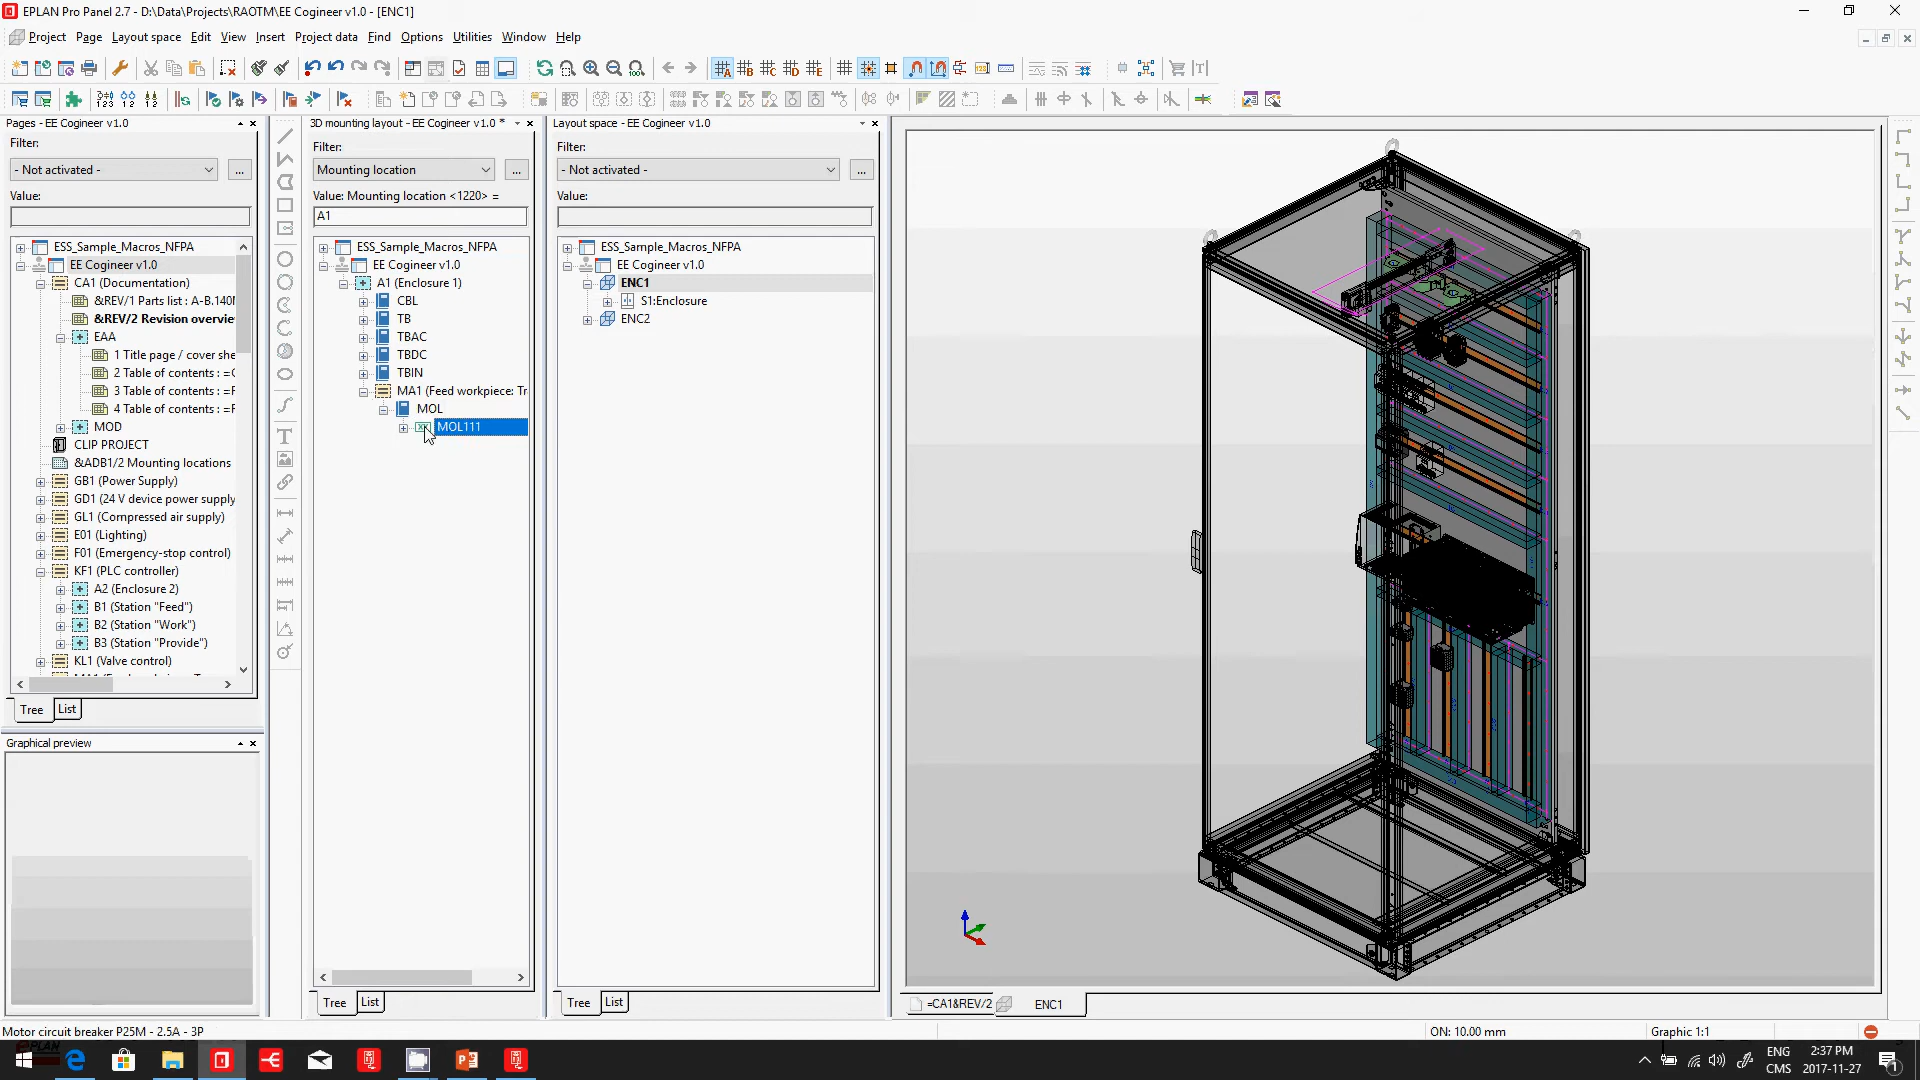 EPLAN Pro Panel 2.7 - D:\Data\Projects\RAOTM\EE Cogineer v1.0 - [ENC1]
Project Page Layout space Edit View Insert Project data Find Options Utilities Window Help
Pages - EE Cogineer v1.0
Filter:
- Not activated -
...
Value:
ESS_Sample_Macros_NFPA
EE Cogineer v1.0
CA1 (Documentation)
&REV/1 Parts list : A-B.140M
&REV/2 Revision overvie
EAA
1 Title page / cover she
2 Table of contents : =C
3 Table of contents : =F
4 Table of contents : =F
MOD
CLIP PROJECT
&ADB1/2 Mounting locations
GB1 (Power Supply)
GD1 (24 V device power supply
GL1 (Compressed air supply)
E01 (Lighting)
F01 (Emergency-stop control)
KF1 (PLC controller)
A2 (Enclosure 2)
B1 (Station "Feed")
B2 (Station "Work")
B3 (Station "Provide")
KL1 (Valve control)
Tree List
Graphical preview
3D mounting layout - EE Cogineer v1.0 *
Filter:
Mounting location
...
Value: Mounting location <1220> =
A1
ESS_Sample_Macros_NFPA
EE Cogineer v1.0
A1 (Enclosure 1)
CBL
TB
TBAC
TBDC
TBIN
MA1 (Feed workpiece: Tr
MOL
MOL111
Tree List
Layout space - EE Cogineer v1.0
Filter:
- Not activated -
...
Value:
ESS_Sample_Macros_NFPA
EE Cogineer v1.0
ENC1
S1:Enclosure
ENC2
Tree List
=CA1&REV/2 ENC1
Motor circuit breaker P25M - 2.5A - 3P
ON: 10.00 mm
Graphic 1:1
ENG
CMS
2:37 PM
2017-11-27
1